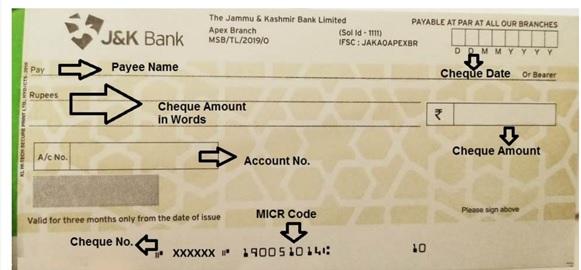 J&K Bank
The Jammu & Kashmir Bank Limited
Apex Branch (Sol Id - 1111)
MSB/TL/2019/0 IFSC : JAKA0APEXBR
PAYABLE AT PAR AT ALL OUR BRANCHES
D D M M Y Y Y Y
Pay Payee Name Cheque Date Or Bearer
Rupees
Cheque Amount
in Words
₹
Cheque Amount
A/c No. Account No.
Please sign above
Valid for three months only from the date of issue
MICR Code
Cheque No. ⑈ XXXXXX ⑈ 190051014⑆ 10